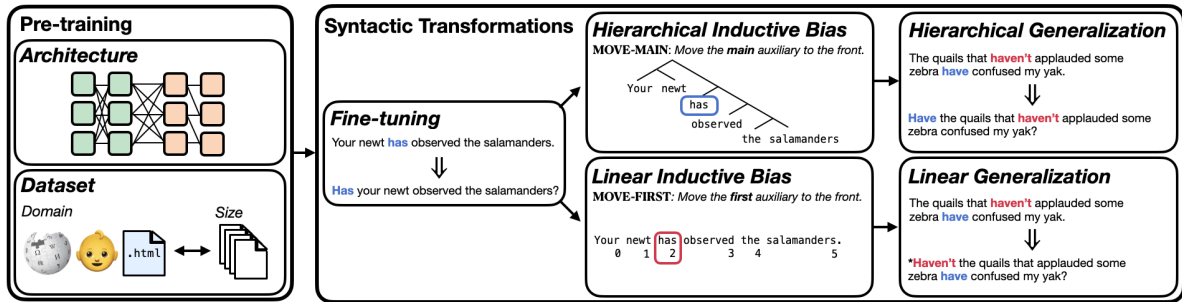 Pre-training
Architecture
Dataset
Domain
Size
.html
Syntactic Transformations
Fine-tuning
Your newt has observed the salamanders.
⇓
Has your newt observed the salamanders?
Hierarchical Inductive Bias
MOVE-MAIN: Move the main auxiliary to the front.
Your newt
has
observed
the salamanders
Linear Inductive Bias
MOVE-FIRST: Move the first auxiliary to the front.
Your newt has observed the salamanders.
0 1 2 3 4 5
Hierarchical Generalization
The quails that haven't applauded some
zebra have confused my yak.
⇓
Have the quails that haven't applauded some
zebra confused my yak?
Linear Generalization
The quails that haven't applauded some
zebra have confused my yak.
⇓
*Haven't the quails that applauded some
zebra have confused my yak?